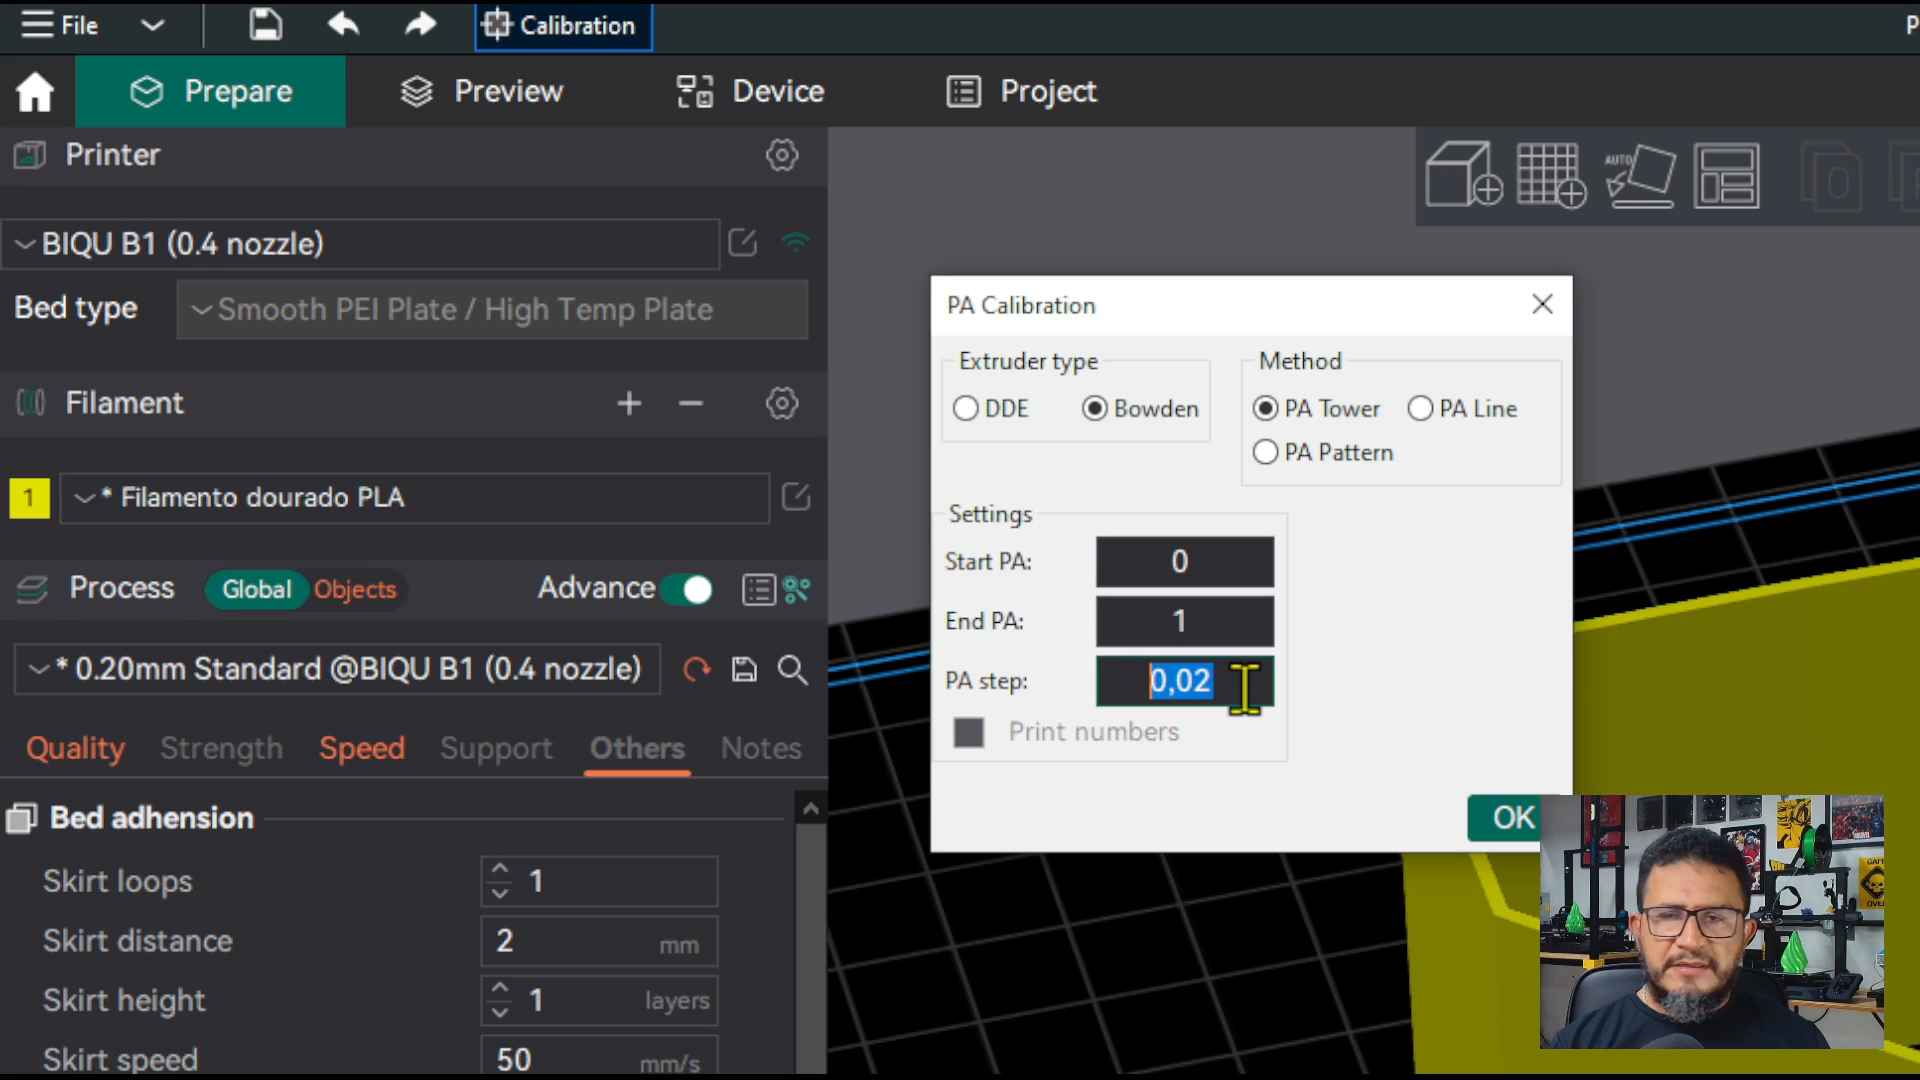 File
Calibration
P
Prepare
Preview
Device
Project
Printer
BIQU B1 (0.4 nozzle)
Bed type
Smooth PEI Plate / High Temp Plate
Filament
1
* Filamento dourado PLA
Process
Global
Objects
Advance
* 0.20mm Standard @BIQU B1 (0.4 nozzle)
Quality
Strength
Speed
Support
Others
Notes
Bed adhension
Skirt loops
1
Skirt distance
2
mm
Skirt height
1
layers
Skirt speed
50
mm/s
AUTO
0
PA Calibration
Extruder type
DDE
Bowden
Method
PA Tower
PA Line
PA Pattern
Settings
Start PA:
0
End PA:
1
PA step:
0,02
Print numbers
OK